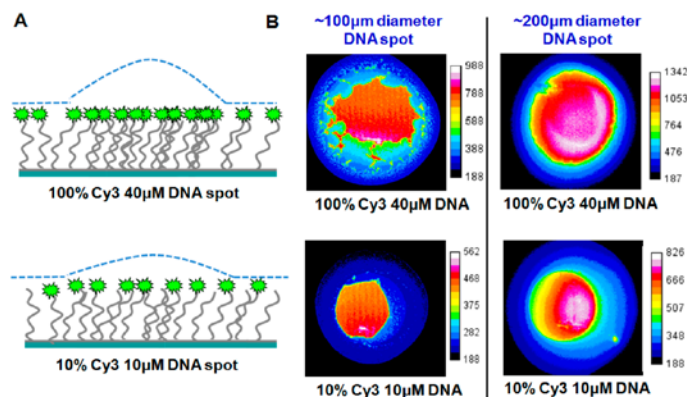 A
B
~100µm diameter
DNA spot
~200µm diameter
DNA spot
100% Cy3 40µM DNA spot
988
788
588
388
188
100% Cy3 40µM DNA
1342
1053
764
476
187
100% Cy3 40µM DNA
10% Cy3 10µM DNA spot
562
468
375
282
188
10% Cy3 10µM DNA
826
666
507
348
188
10% Cy3 10µM DNA